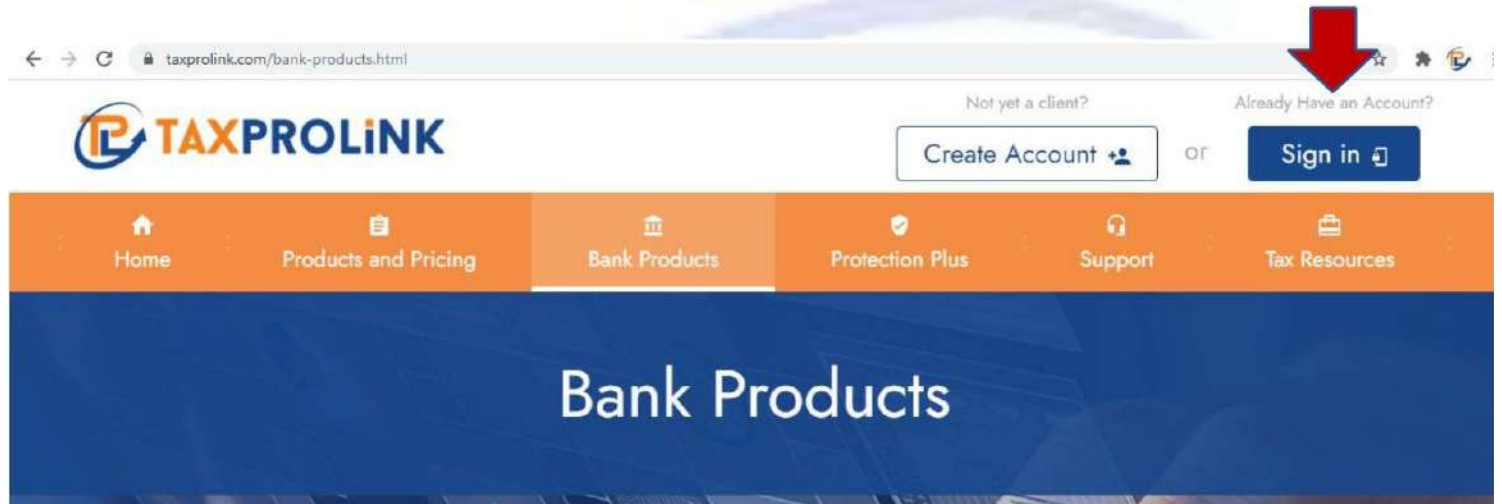 taxprolink.com/bank-products.html
TAXPROLiNK
Not yet a client?
Create Account
or
Already Have an Account?
Sign in
Home
Products and Pricing
Bank Products
Protection Plus
Support
Tax Resources
Bank Products